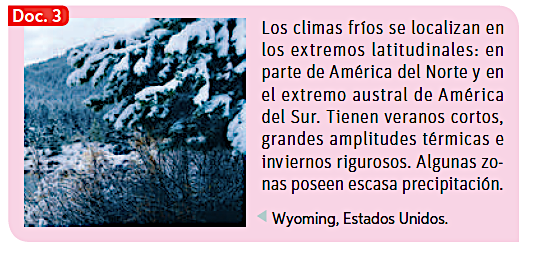 Doc. 3
Los climas fríos se localizan en
los extremos latitudinales: en
parte de América del Norte y en
el extremo austral de América
del Sur. Tienen veranos cortos,
grandes amplitudes térmicas e
inviernos rigurosos. Algunas zo-
nas poseen escasa precipitación.
Wyoming, Estados Unidos.